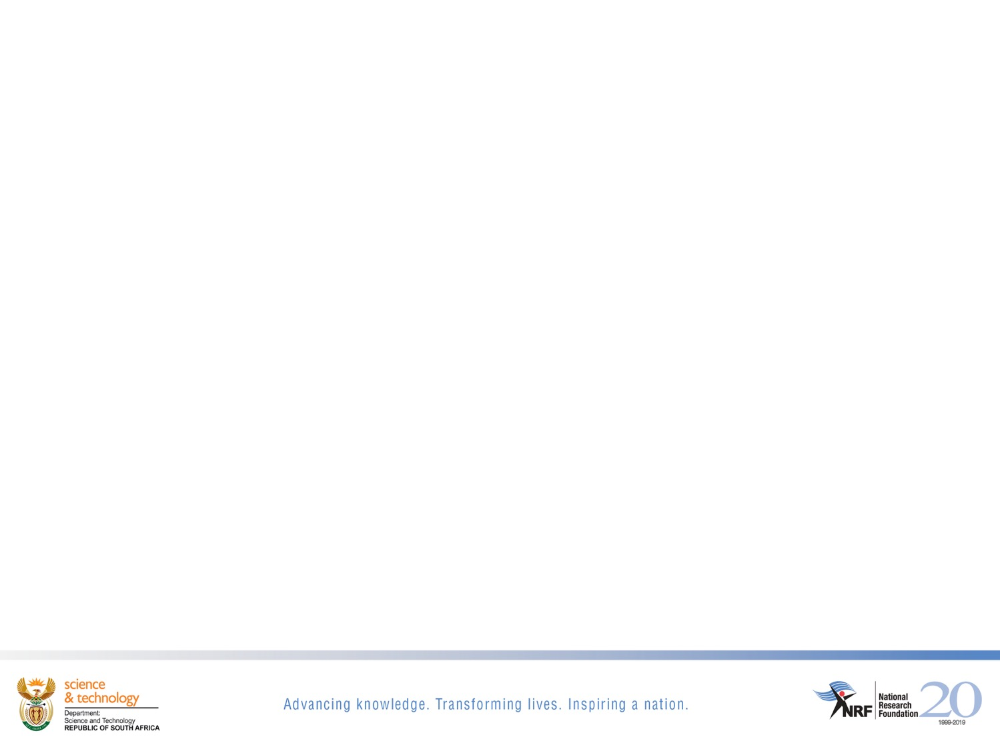 science
& technology
Department:
Science and Technology
REPUBLIC OF SOUTH AFRICA
Advancing knowledge. Transforming lives. Inspiring a nation.
NRF
National
Research
Foundation
20
1999-2019